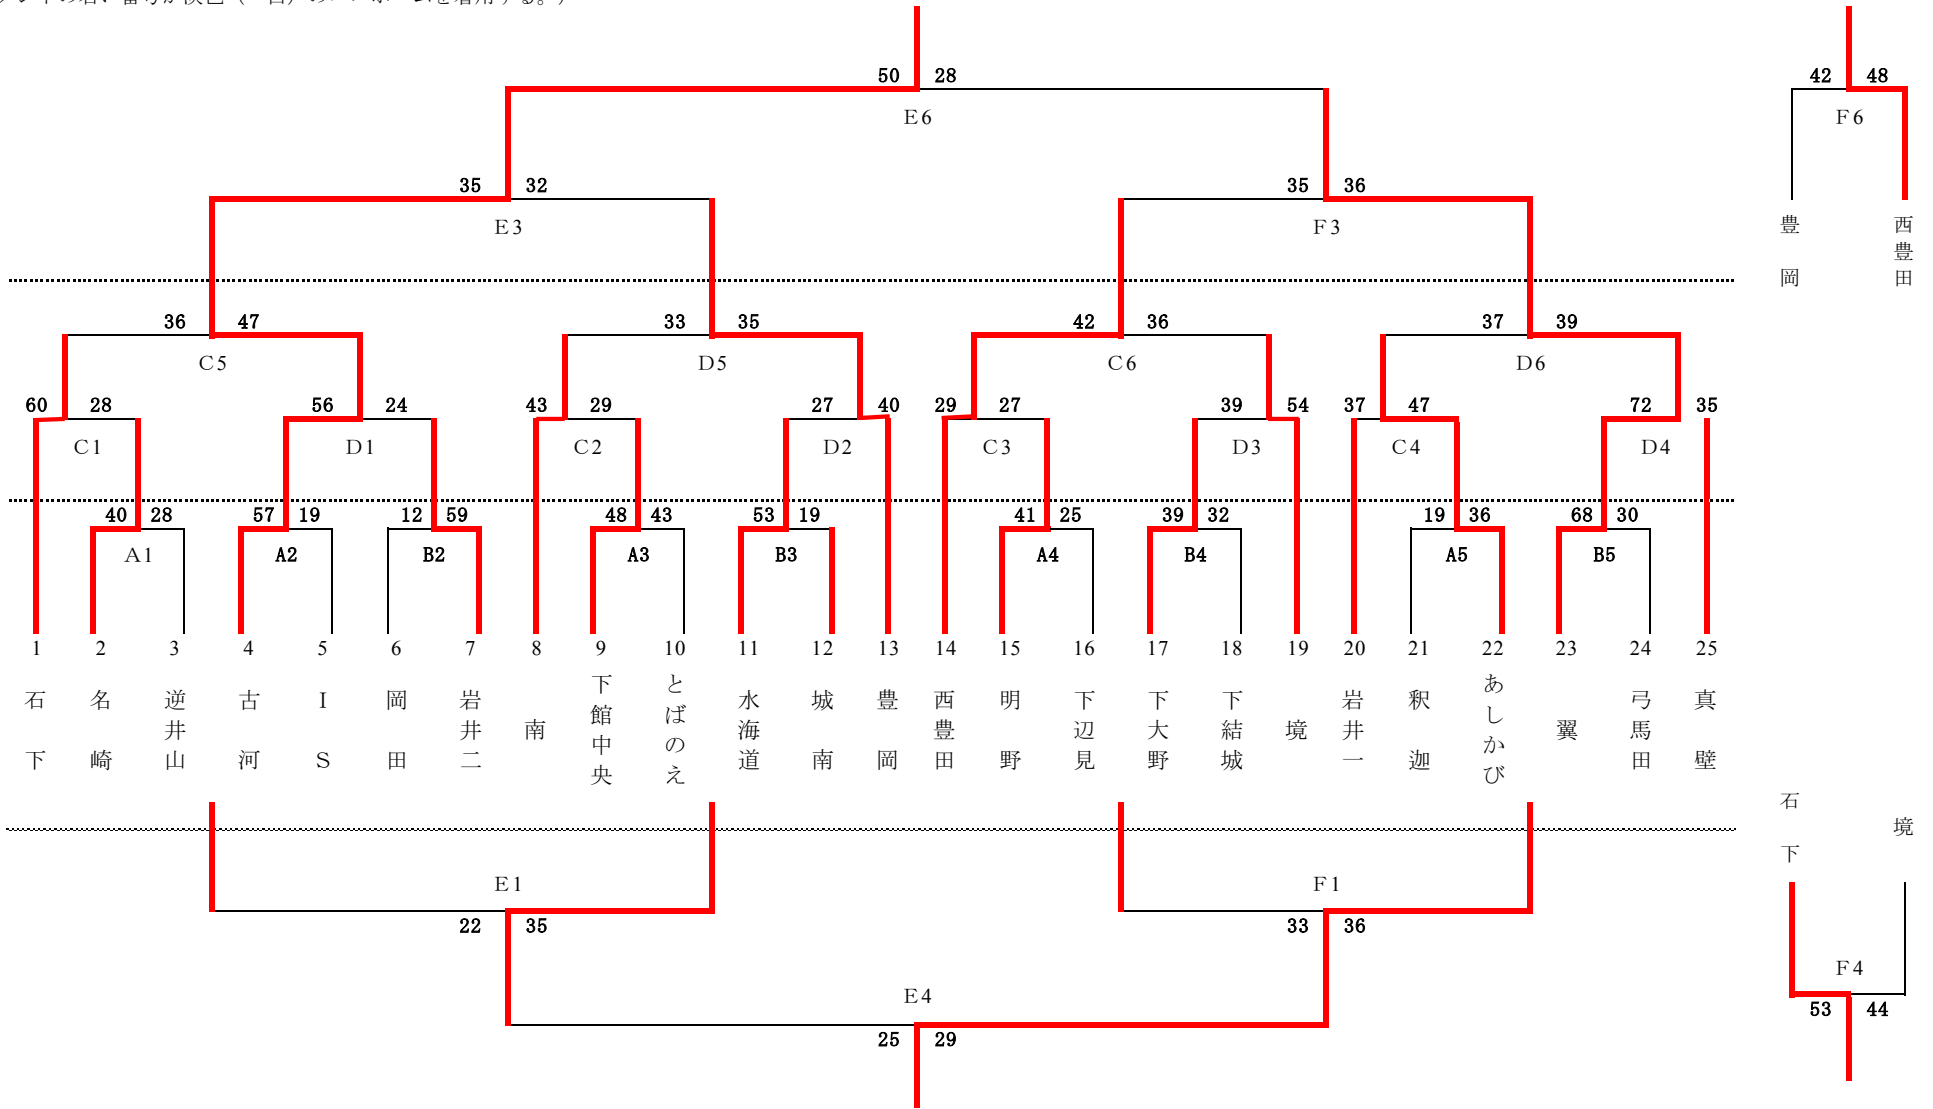 50 28 42 48
E6 F6
35 32 35 36
E3 F3
豊岡 西豊田
36 47 33 35 42 36 37 39
C5 D5 C6 D6
60 28 56 24 43 29 27 40 29 27 39 54 37 47 72 35
C1 D1 C2 D2 C3 D3 C4 D4
40 28 57 19 12 59 48 43 53 19 41 25 39 32 19 36 68 30
A1 A2 B2 A3 B3 A4 B4 A5 B5
1 2 3 4 5 6 7 8 9 10 11 12 13 14 15 16 17 18 19 20 21 22 23 24 25
石下
名崎
逆井山
古河
IS
岡田
岩井二
南
下館中央
とばのえ
水海道
城南
豊岡
西豊田
明野
下辺見
下大野
下結城
境
岩井一
釈迦
あしかび
翼
弓馬田
真壁
石下 境
E1 F1
22 35 33 36
F4
E4
53 44
25 29